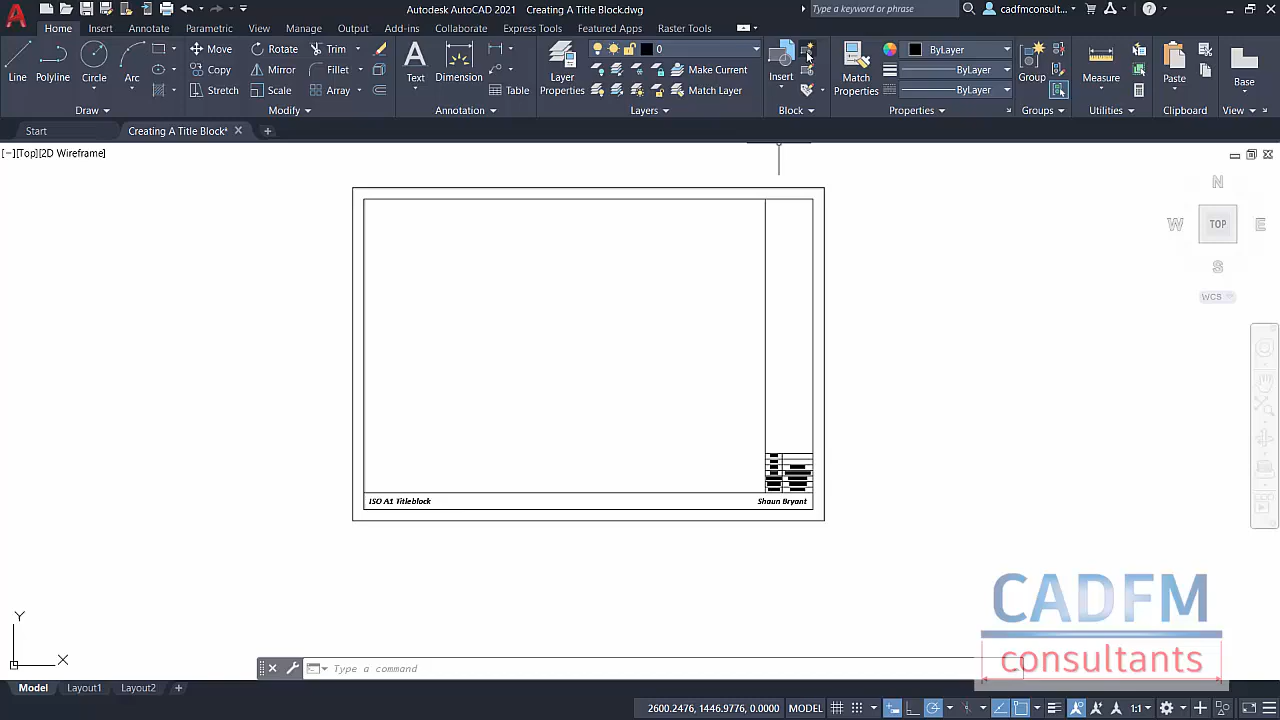 Autodesk AutoCAD 2021 Creating A Title Block.dwg
Type a keyword or phrase
cadfmconsult...
Home Insert Annotate Parametric View Manage Output Add-ins Collaborate Express Tools Featured Apps Raster Tools
Line
Polyline
Circle
Arc
Move
Rotate
Trim
Copy
Mirror
Fillet
Stretch
Scale
Array
Text
Dimension
Table
Layer
Properties
0
Make Current
Match Layer
Insert
Match
Properties
ByLayer
ByLayer
ByLayer
Group
Measure
Paste
Base
Draw
Modify
Annotation
Layers
Block
Properties
Groups
Utilities
Clipboard
View
Start
Creating A Title Block*
[−][Top][2D Wireframe]
N
W
TOP
E
S
WCS
ISO A1 Titleblock
Shaun Bryant
CADFM
consultants
Y
X
Type a command
Model Layout1 Layout2
2600.2476, 1446.9776, 0.0000 MODEL
1:1